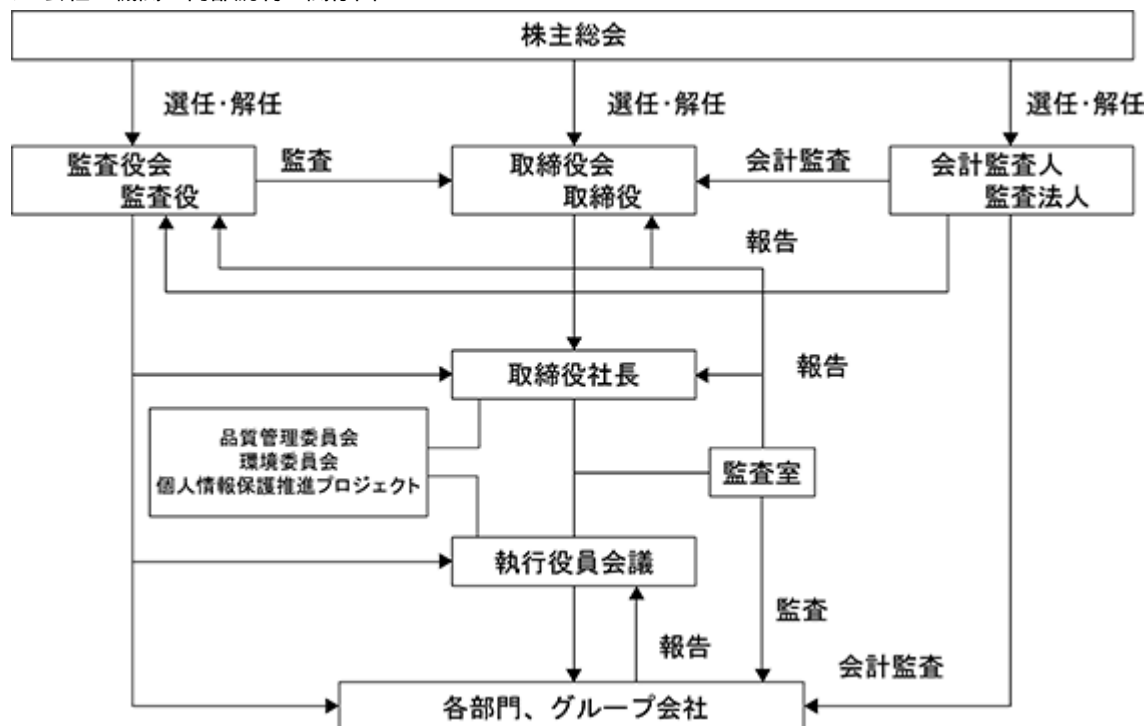 株主総会
選任・解任
選任・解任
選任・解任
監査役会
監査役
監査
取締役会
取締役
会計監査
会計監査人
監査法人
報告
取締役社長
報告
品質管理委員会
環境委員会
個人情報保護推進プロジェクト
監査室
執行役員会議
監査
報告
会計監査
各部門、グループ会社